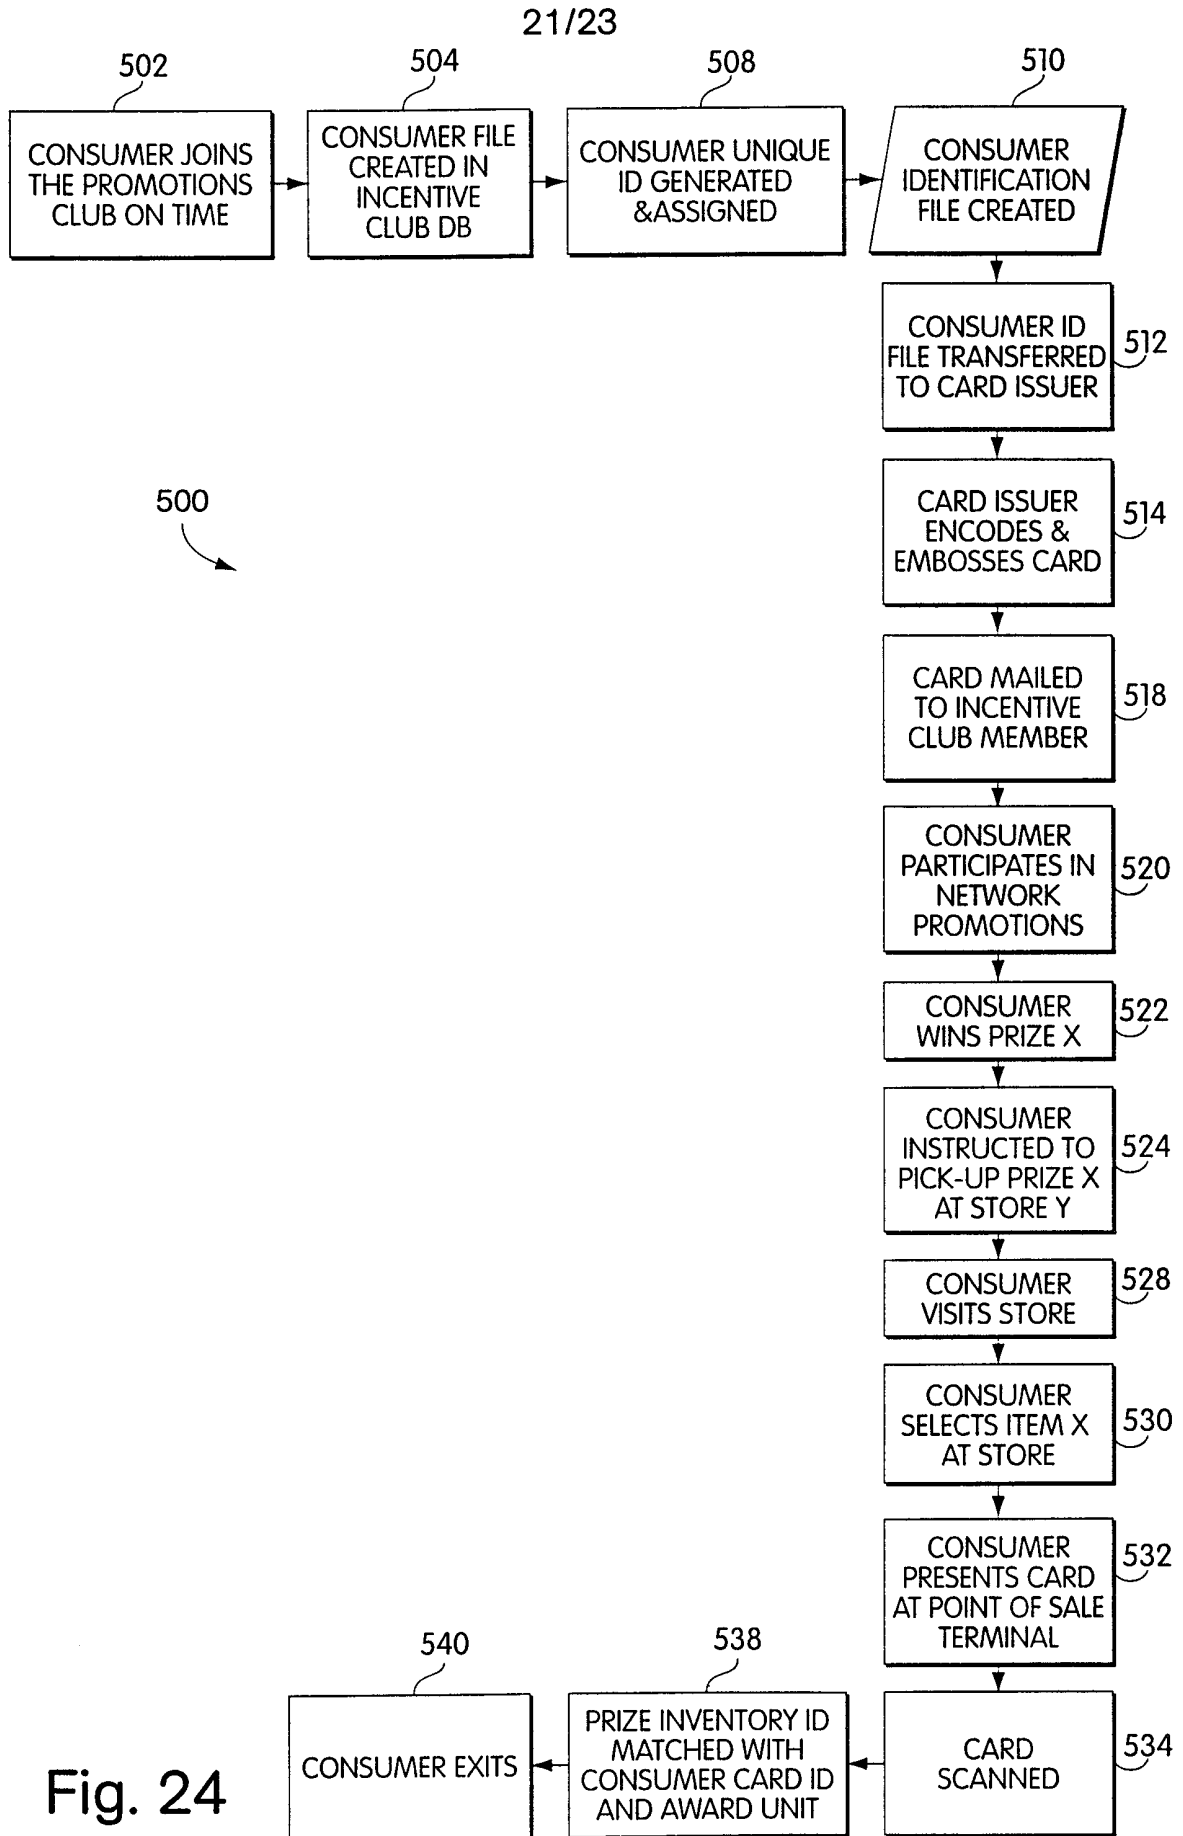 21/23
502
504
508
510
CONSUMER JOINS
THE PROMOTIONS
CLUB ON TIME
CONSUMER FILE
CREATED IN
INCENTIVE
CLUB DB
CONSUMER UNIQUE
ID GENERATED
&ASSIGNED
CONSUMER
IDENTIFICATION
FILE CREATED
CONSUMER ID
FILE TRANSFERRED
TO CARD ISSUER
512
500
CARD ISSUER
ENCODES &
EMBOSSES CARD
514
CARD MAILED
TO INCENTIVE
CLUB MEMBER
518
CONSUMER
PARTICIPATES IN
NETWORK
PROMOTIONS
520
CONSUMER
WINS PRIZE X
522
CONSUMER
INSTRUCTED TO
PICK-UP PRIZE X
AT STORE Y
524
CONSUMER
VISITS STORE
528
CONSUMER
SELECTS ITEM X
AT STORE
530
CONSUMER
PRESENTS CARD
AT POINT OF SALE
TERMINAL
532
540
538
CONSUMER EXITS
PRIZE INVENTORY ID
MATCHED WITH
CONSUMER CARD ID
AND AWARD UNIT
CARD
SCANNED
534
Fig. 24